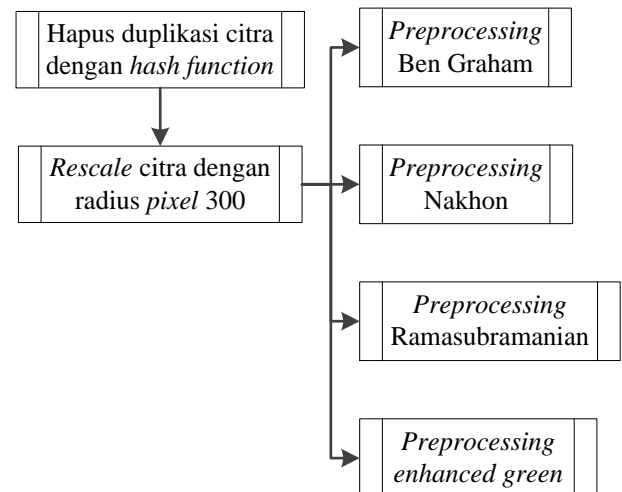 Hapus duplikasi citra
dengan hash function
Rescale citra dengan
radius pixel 300
Preprocessing
Ben Graham
Preprocessing
Nakhon
Preprocessing
Ramasubramanian
Preprocessing
enhanced green